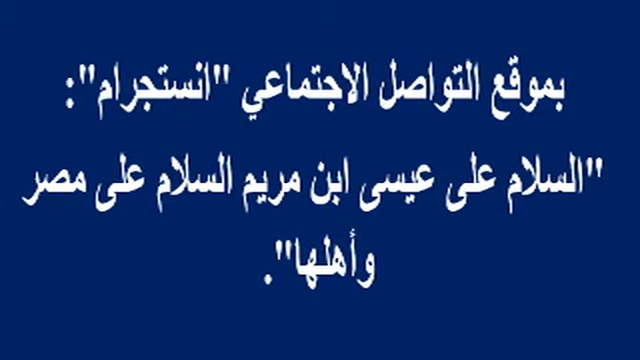 بموقع التواصل الاجتماعي "انستجرام":
"السلام على عيسى ابن مريم السلام على مصر
وأهلها".